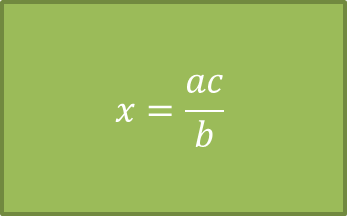 x = ac/b